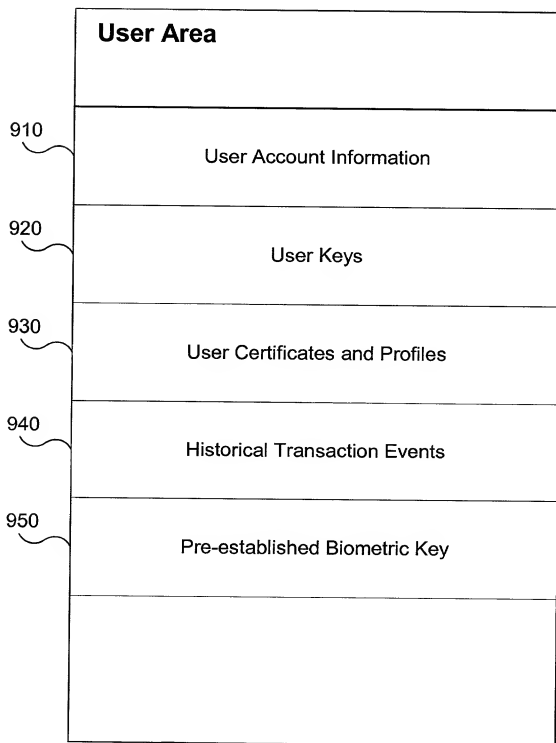 User Area
910
User Account Information
920
User Keys
930
User Certificates and Profiles
940
Historical Transaction Events
950
Pre-established Biometric Key